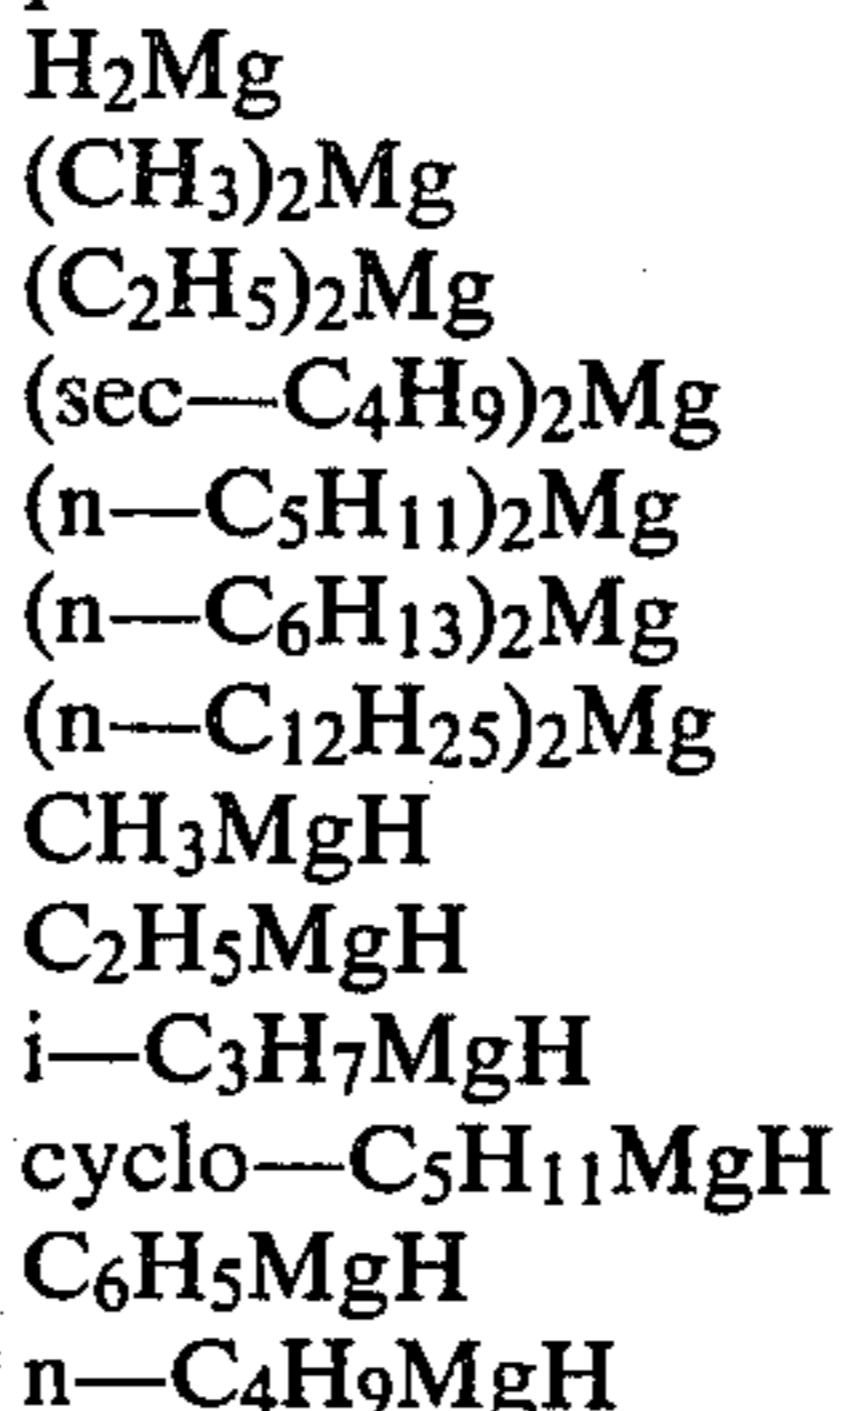 H₂Mg
(CH₃)₂Mg
(C₂H₅)₂Mg
(sec—C₄H₉)₂Mg
(n—C₅H₁₁)₂Mg
(n—C₆H₁₃)₂Mg
(n—C₁₂H₂₅)₂Mg
CH₃MgH
C₂H₅MgH
i—C₃H₇MgH
cyclo—C₅H₁₁MgH
C₆H₅MgH
n—C₄H₉MgH